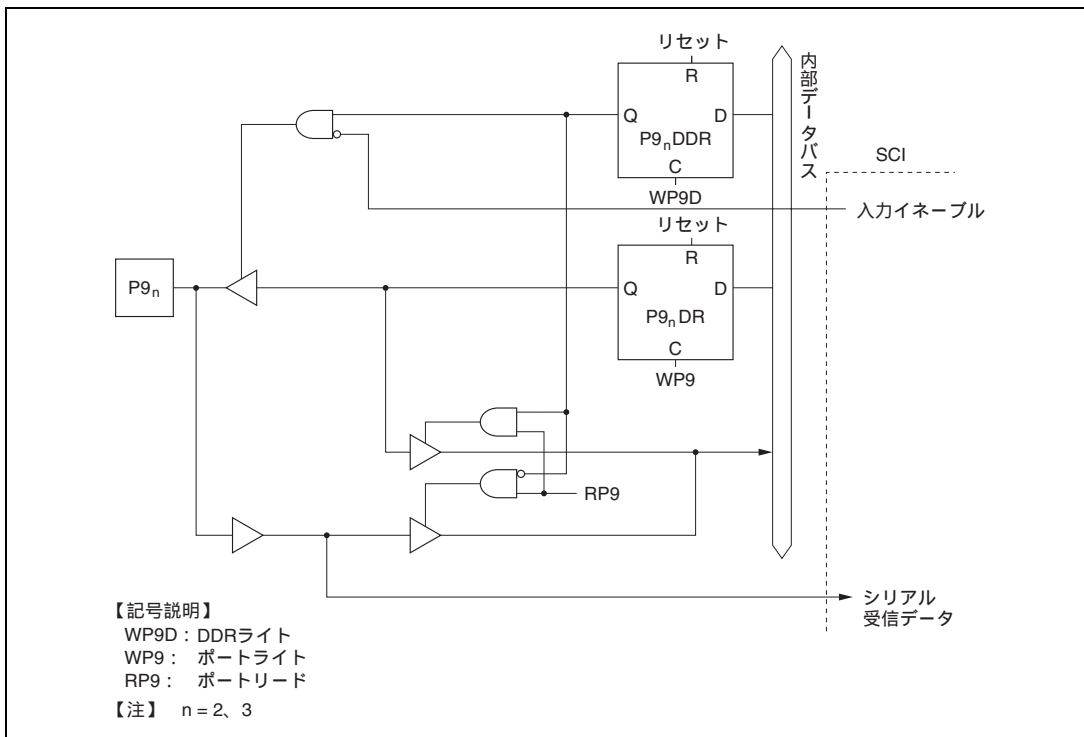 リセット
R
Q
D
P9nDDR
C
WP9D
内部データバス
SCI
入力イネーブル
リセット
R
P9n
Q
D
P9nDR
C
WP9
RP9
シリアル
受信データ
【記号説明】
WP9D: DDRライト
WP9: ポートライト
RP9: ポートリード
【注】 n = 2、3